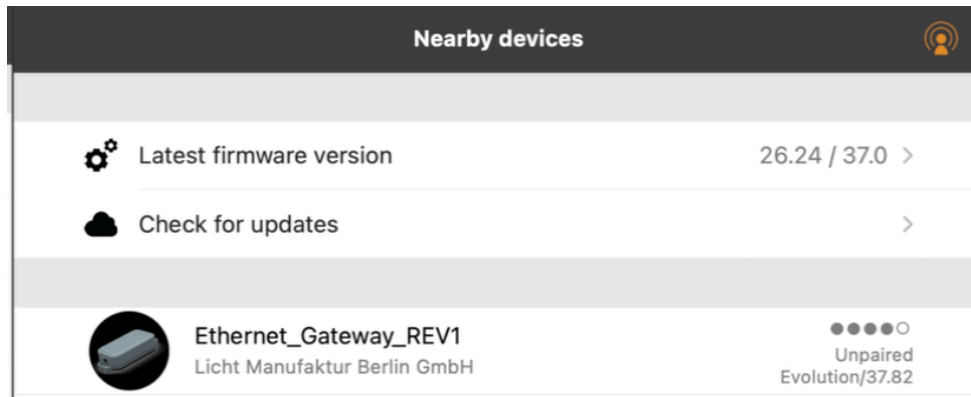 Nearby devices
Latest firmware version 26.24 / 37.0 >
Check for updates >
Ethernet_Gateway_REV1
Licht Manufaktur Berlin GmbH
Unpaired
Evolution/37.82